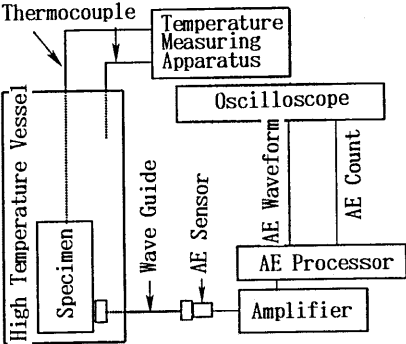 Thermocouple
Temperature
Measuring
Apparatus
Oscilloscope
High Temperature Vessel
Specimen
Wave Guide
AE Sensor
AE Waveform
AE Count
AE Processor
Amplifier